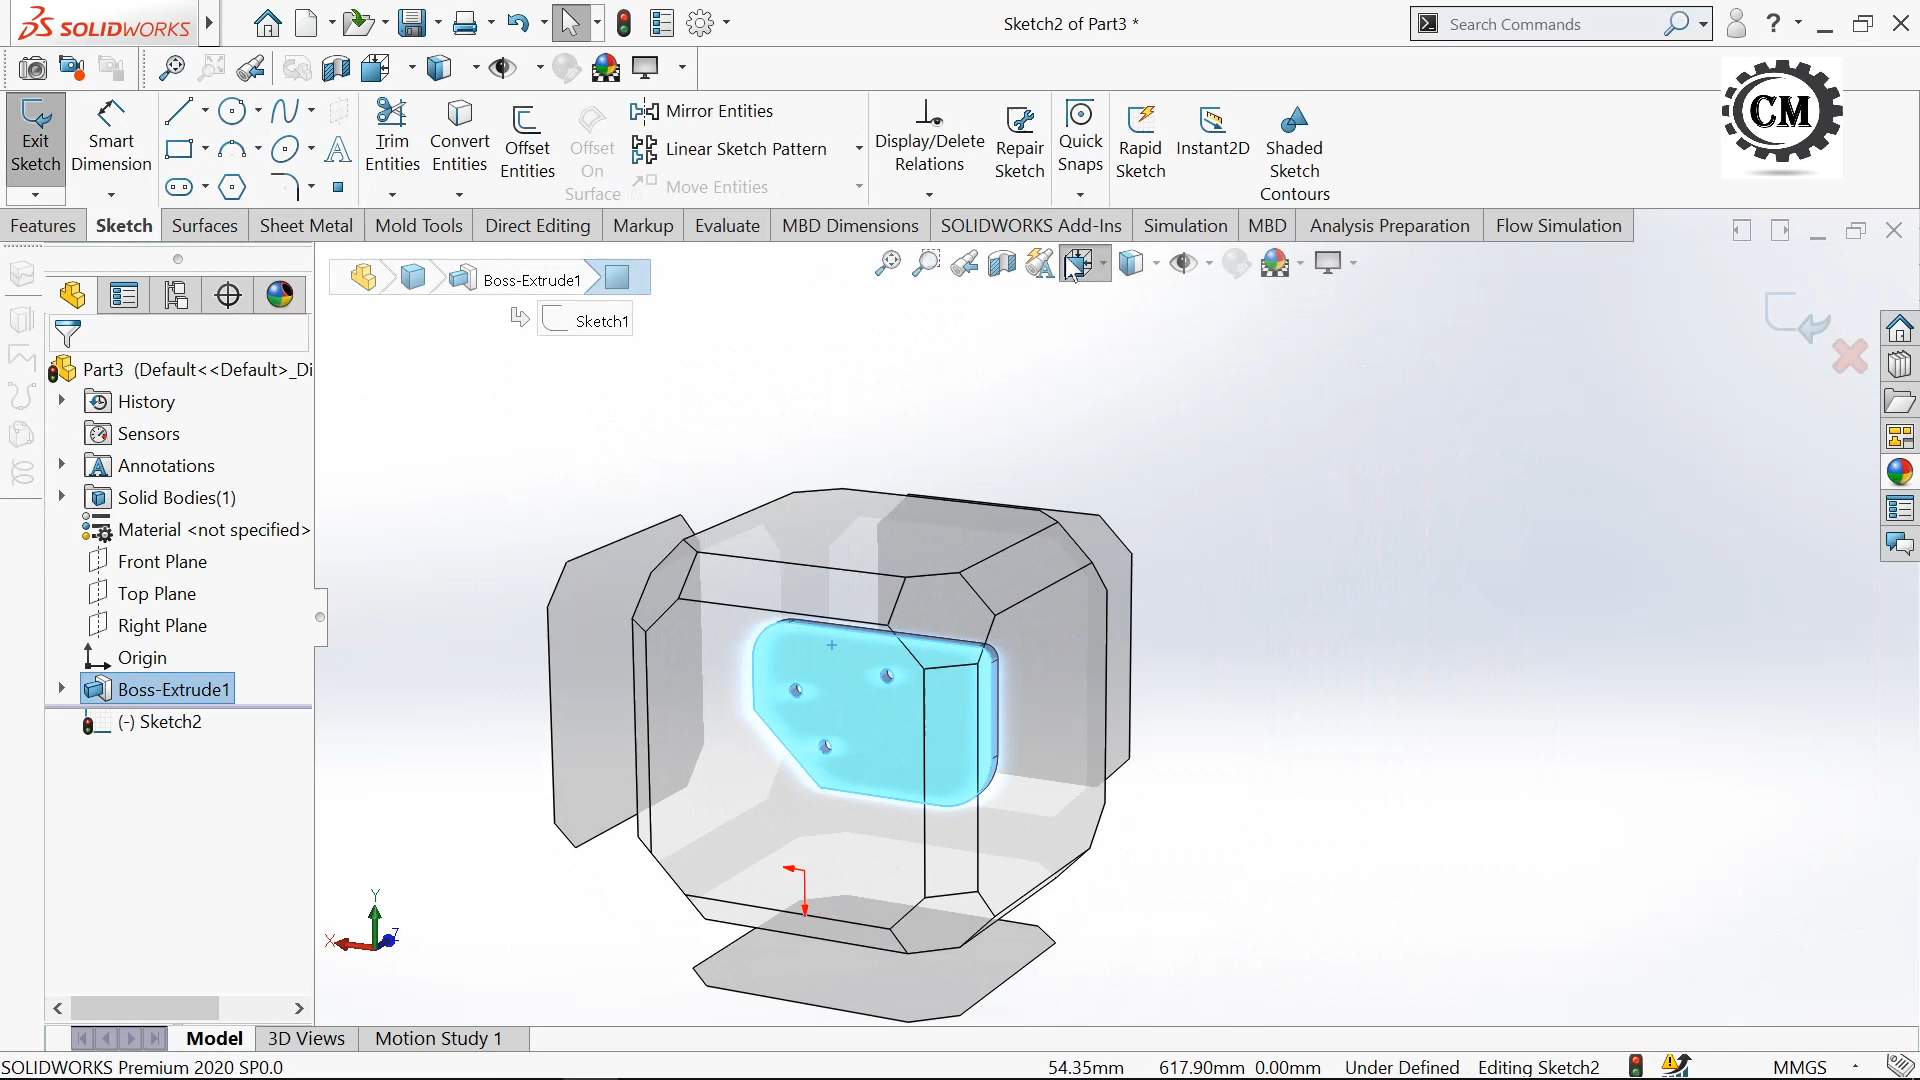 SOLIDWORKS
Sketch2 of Part3 *
Search Commands
?
Exit Sketch
Smart Dimension
Trim Entities
Convert Entities
Offset Entities
Offset On Surface
Mirror Entities
Linear Sketch Pattern
Move Entities
Display/Delete Relations
Repair Sketch
Quick Snaps
Rapid Sketch
Instant2D
Shaded Sketch Contours
CM
Features
Sketch
Surfaces
Sheet Metal
Mold Tools
Direct Editing
Markup
Evaluate
MBD Dimensions
SOLIDWORKS Add-Ins
Simulation
MBD
Analysis Preparation
Flow Simulation
Boss-Extrude1
Sketch1
Part3 (Default<<Default>_Di
History
Sensors
Annotations
Solid Bodies(1)
Material <not specified>
Front Plane
Top Plane
Right Plane
Origin
Boss-Extrude1
(-) Sketch2
Y
X
Z
Model
3D Views
Motion Study 1
SOLIDWORKS Premium 2020 SP0.0
54.35mm
617.90mm
0.00mm
Under Defined
Editing Sketch2
MMGS